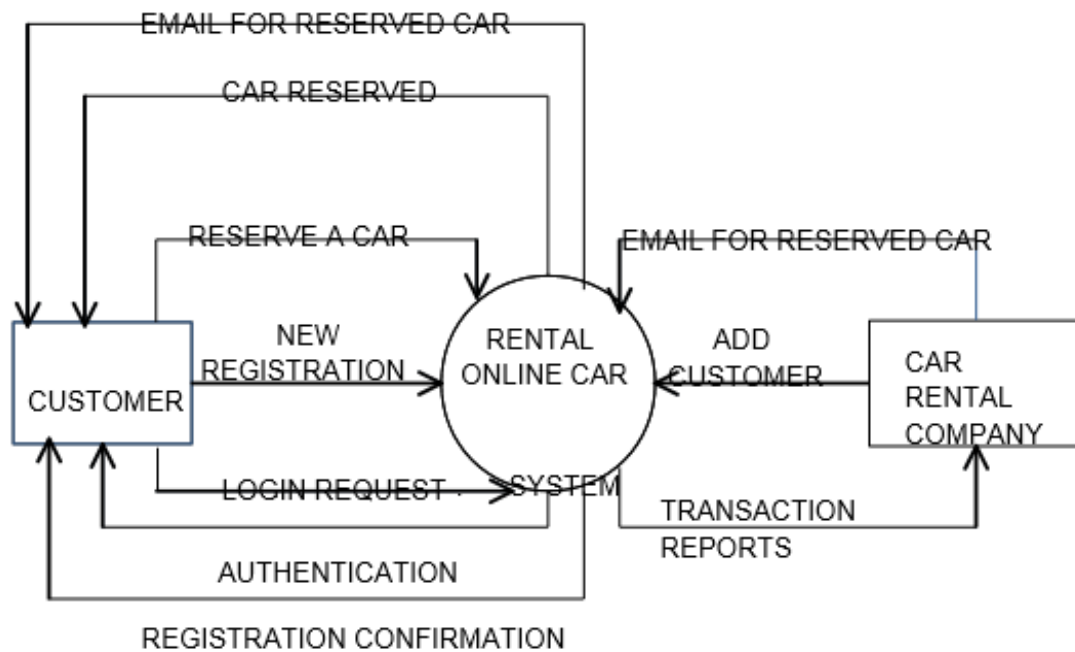 EMAIL FOR RESERVED CAR
CAR RESERVED
RESERVE A CAR
EMAIL FOR RESERVED CAR
NEW
REGISTRATION
RENTAL
ONLINE CAR
SYSTEM
ADD
CUSTOMER
CAR
RENTAL
COMPANY
CUSTOMER
LOGIN REQUEST
TRANSACTION
REPORTS
AUTHENTICATION
REGISTRATION CONFIRMATION